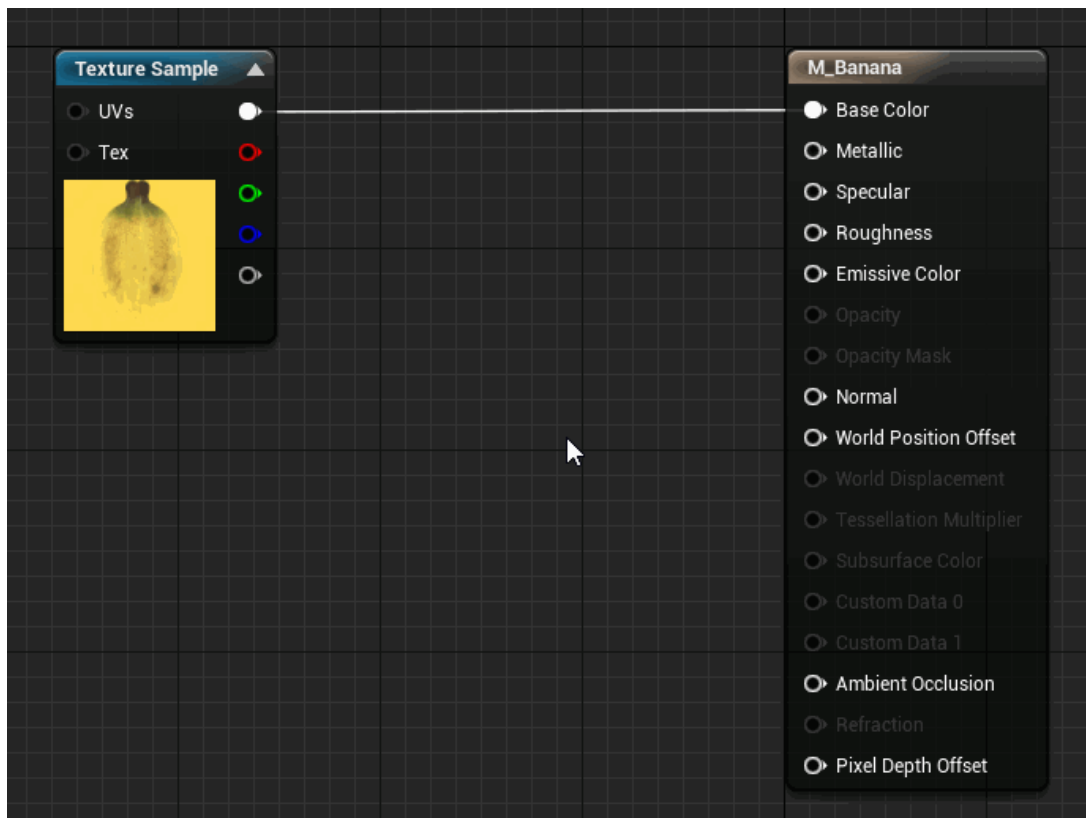 Texture Sample
UVs
Tex
M_Banana
Base Color
Metallic
Specular
Roughness
Emissive Color
Opacity
Opacity Mask
Normal
World Position Offset
World Displacement
Tessellation Multiplier
Subsurface Color
Custom Data 0
Custom Data 1
Ambient Occlusion
Refraction
Pixel Depth Offset